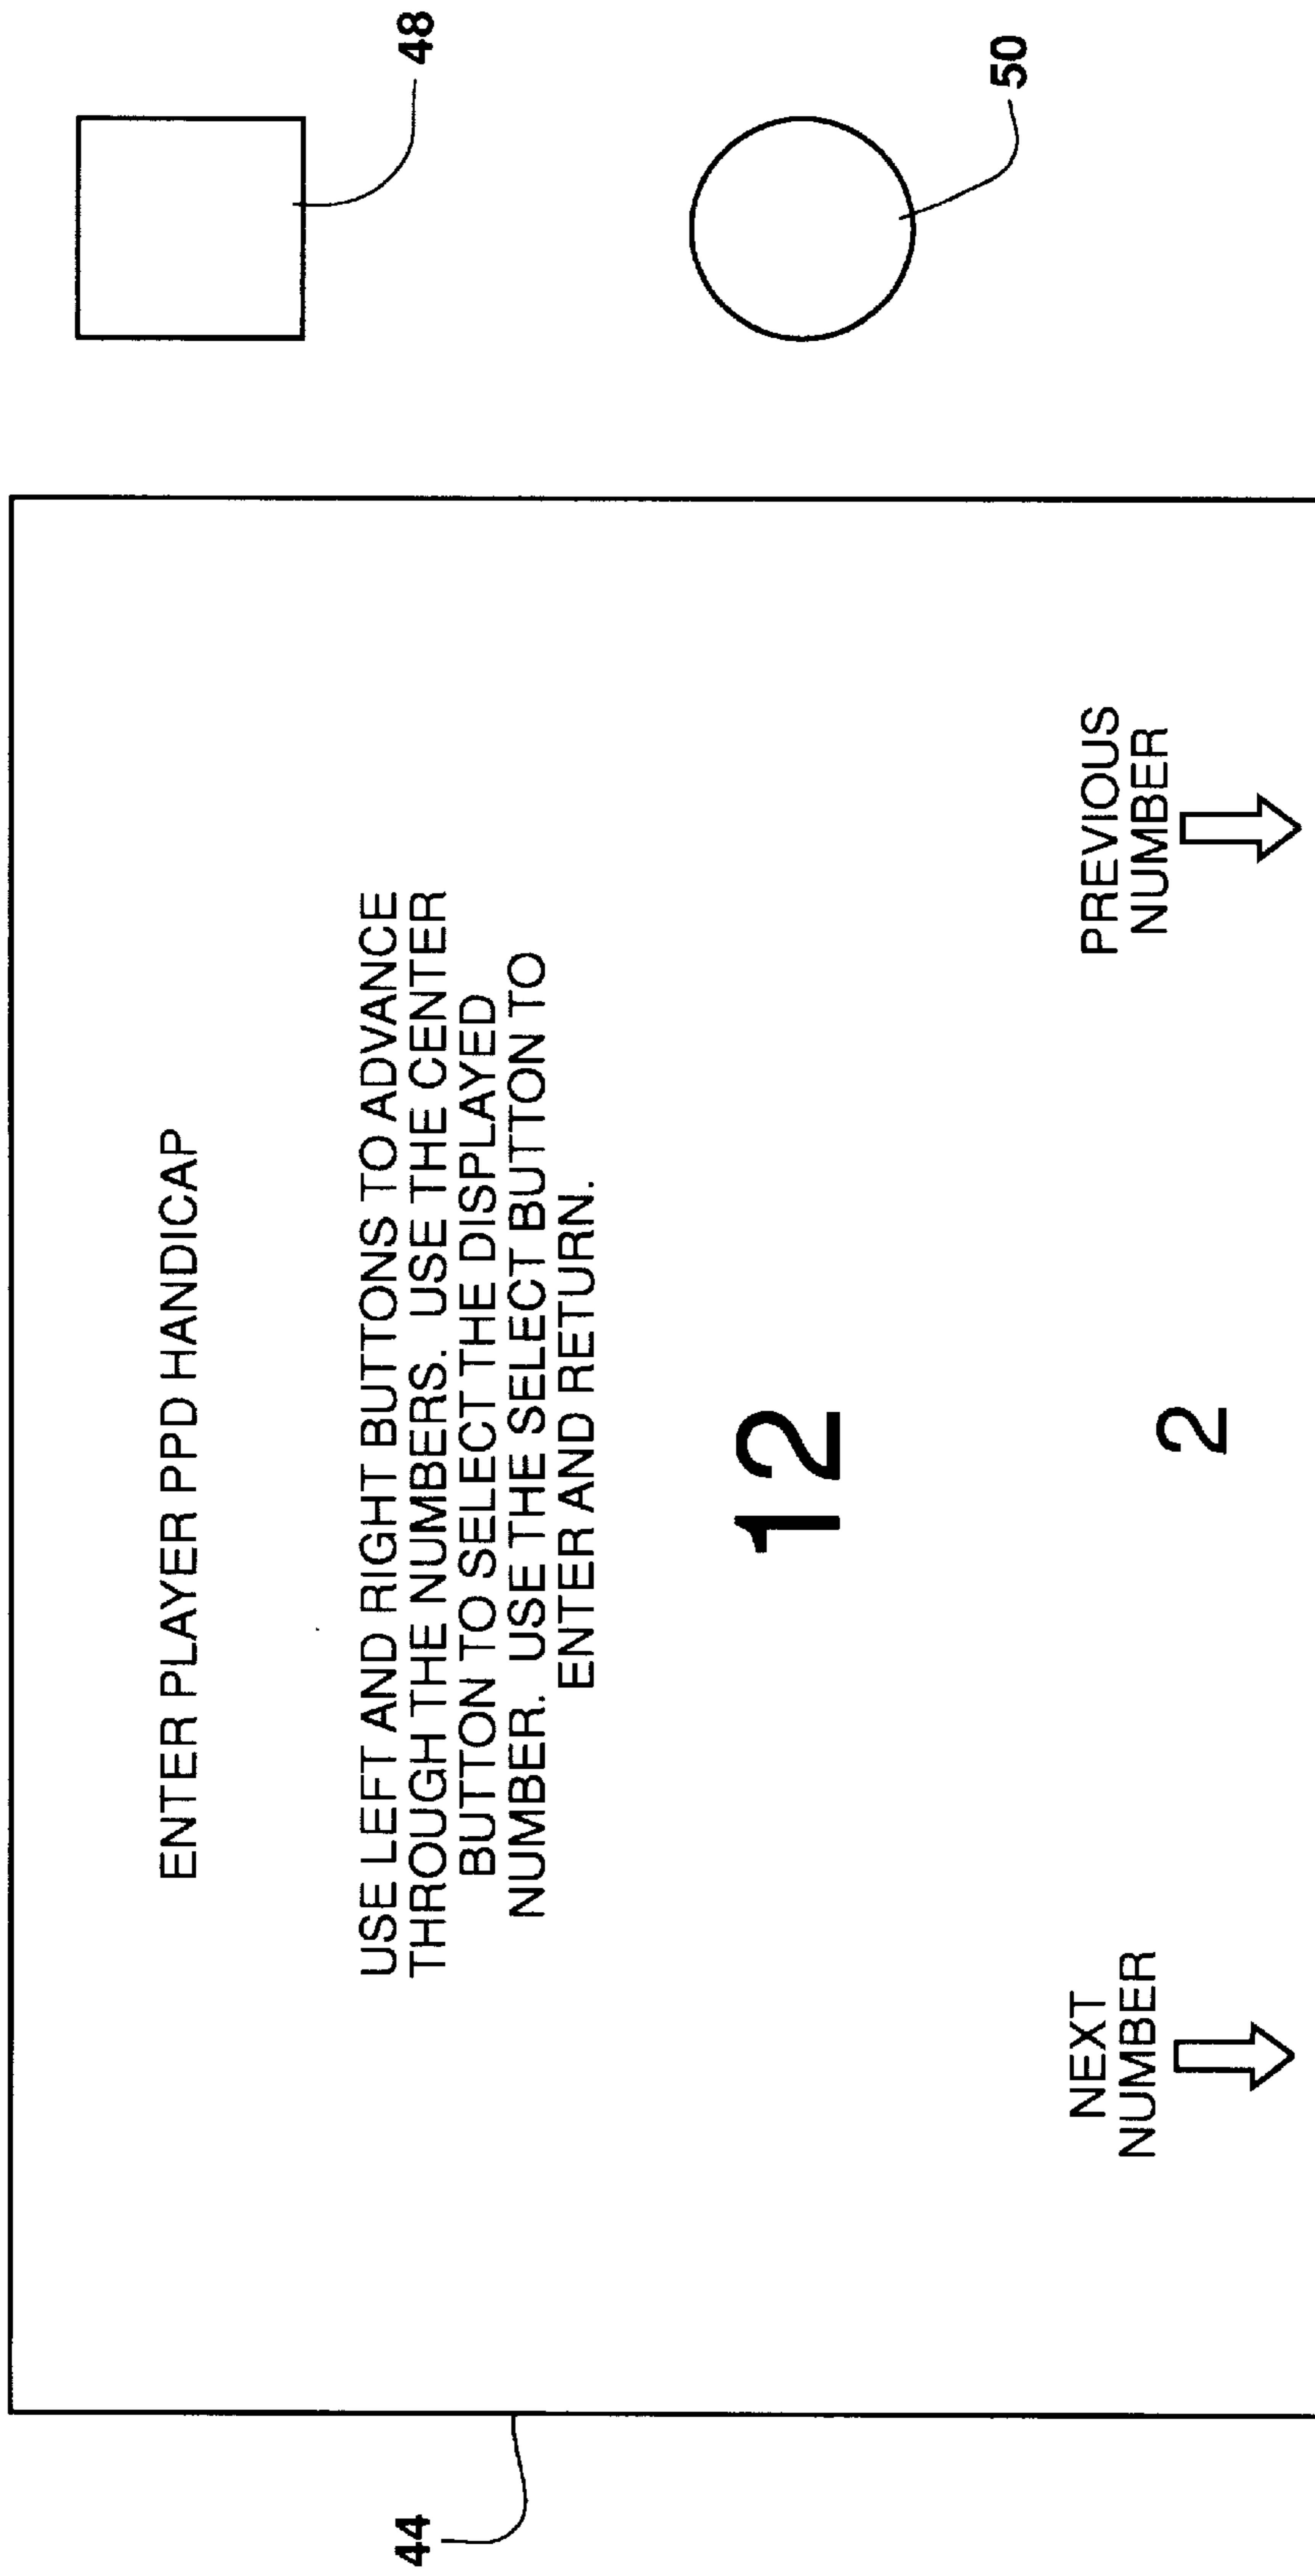 ENTER PLAYER PPD HANDICAP
USE LEFT AND RIGHT BUTTONS TO ADVANCE
THROUGH THE NUMBERS. USE THE CENTER
BUTTON TO SELECT THE DISPLAYED
NUMBER. USE THE SELECT BUTTON TO
ENTER AND RETURN.
12
NEXT
NUMBER
2
PREVIOUS
NUMBER
44
48
50